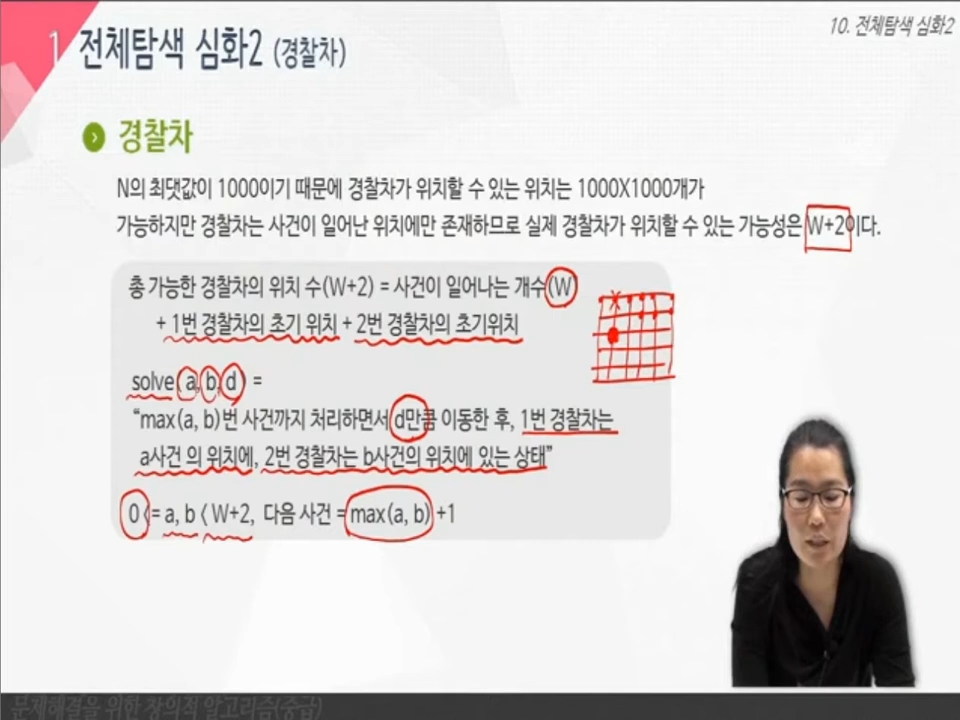 10. 전체탐색 심화2
1 전체탐색 심화2 (경찰차)
경찰차
N의 최댓값이 1000이기 때문에 경찰차가 위치할 수 있는 위치는 1000X1000개가
가능하지만 경찰차는 사건이 일어난 위치에만 존재하므로 실제 경찰차가 위치할 수 있는 가능성은 W+2이다.
총 가능한 경찰차의 위치 수(W+2) = 사건이 일어나는 개수(W)
+ 1번 경찰차의 초기 위치 + 2번 경찰차의 초기위치
solve(a, b, d) =
“max(a, b)번 사건까지 처리하면서 d만큼 이동한 후, 1번 경찰차는
a사건 의 위치에, 2번 경찰차는 b사건의 위치에 있는 상태”
0〈= a, b〈 W+2, 다음 사건 = max(a, b) +1
문제해결을 위한 창의적 알고리즘(중급)